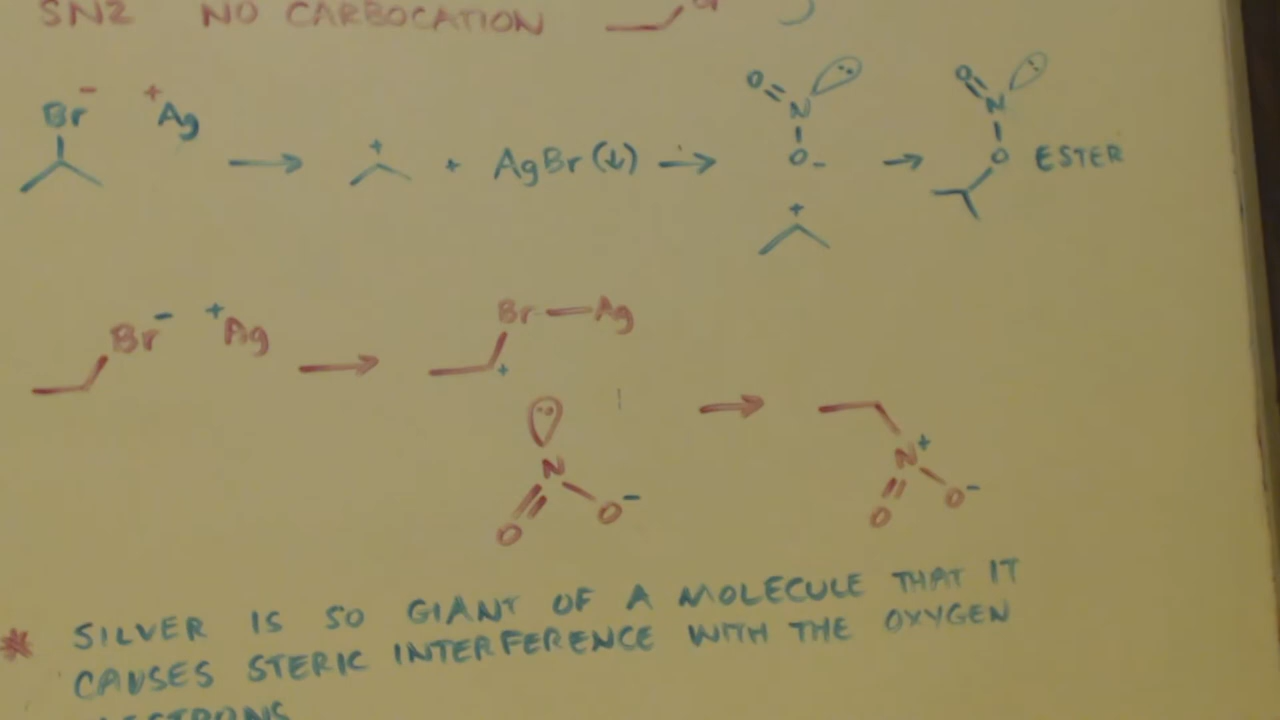 SN2 NO CARBOCATION
Br⁻ ⁺Ag
+ + AgBr(↓)
O N O- +
O N O ESTER
Br⁻ ⁺Ag
Br Ag
+
N O O⁻
N⁺ O O⁻
* SILVER IS SO GIANT OF A MOLECULE THAT IT
CAUSES STERIC INTERFERENCE WITH THE OXYGEN